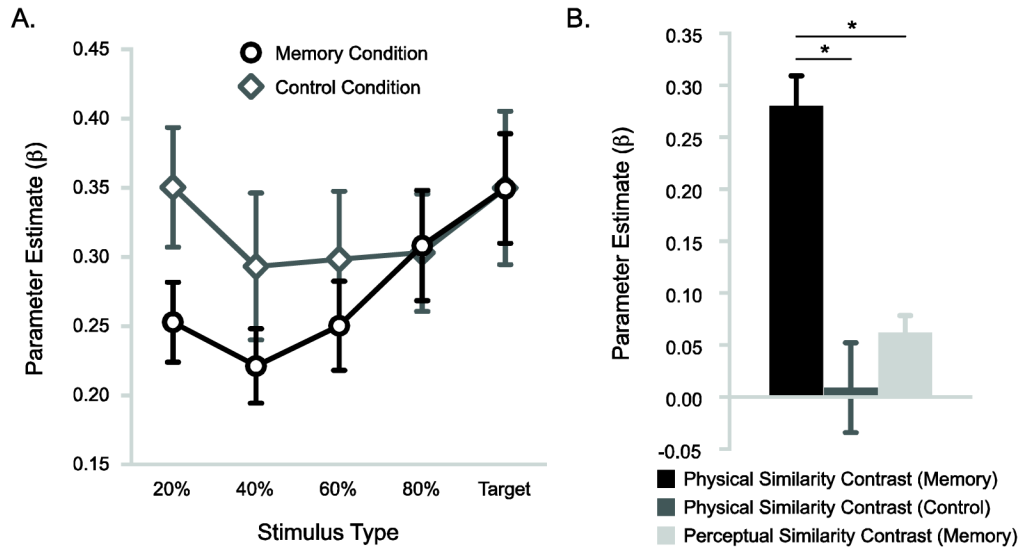 A.
Parameter Estimate (β)
0.45
0.40
0.35
0.30
0.25
0.20
0.15
Memory Condition
Control Condition
20% 40% 60% 80% Target
Stimulus Type
B.
Parameter Estimate (β)
0.35
0.30
0.25
0.20
0.15
0.10
0.05
0.00
-0.05
*
*
Physical Similarity Contrast (Memory)
Physical Similarity Contrast (Control)
Perceptual Similarity Contrast (Memory)